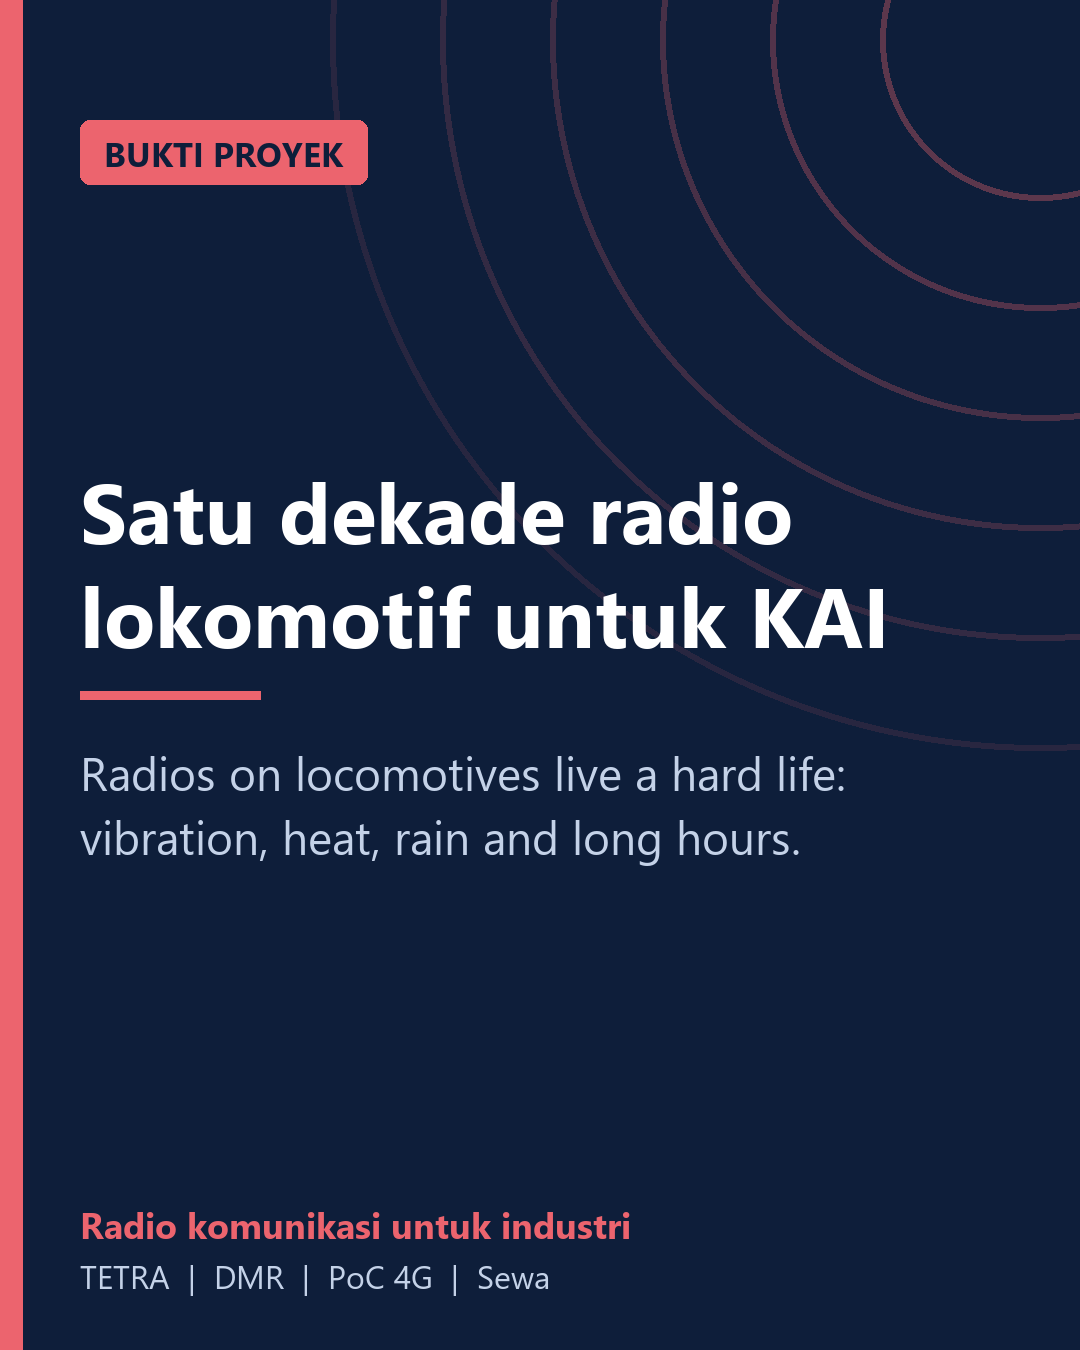 BUKTI PROYEK
Satu dekade radio
lokomotif untuk KAI
Radios on locomotives live a hard life:
vibration, heat, rain and long hours.
Radio komunikasi untuk industri
TETRA | DMR | PoC 4G | Sewa